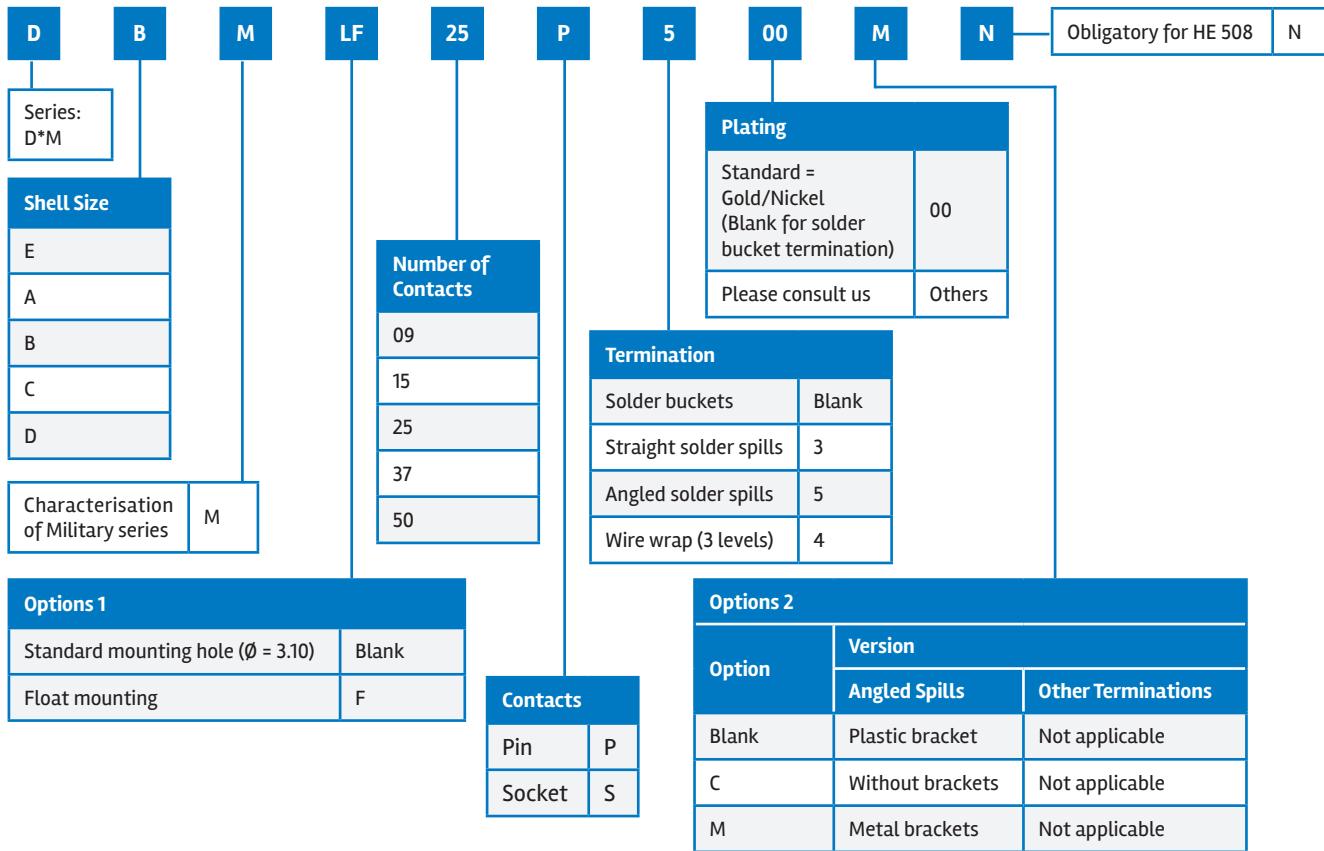 D B M LF 25 P 5 00 M N
Obligatory for HE 508 N
Series:
D*M
Shell Size
E
A
B
C
D
Characterisation
of Military series M
Options 1
Standard mounting hole (Ø = 3.10) Blank
Float mounting F
Number of
Contacts
09
15
25
37
50
Contacts
Pin P
Socket S
Termination
Solder buckets Blank
Straight solder spills 3
Angled solder spills 5
Wire wrap (3 levels) 4
Plating
Standard =
Gold/Nickel
(Blank for solder
bucket termination) 00
Please consult us Others
Options 2
Option Version
Angled Spills Other Terminations
Blank Plastic bracket Not applicable
C Without brackets Not applicable
M Metal brackets Not applicable